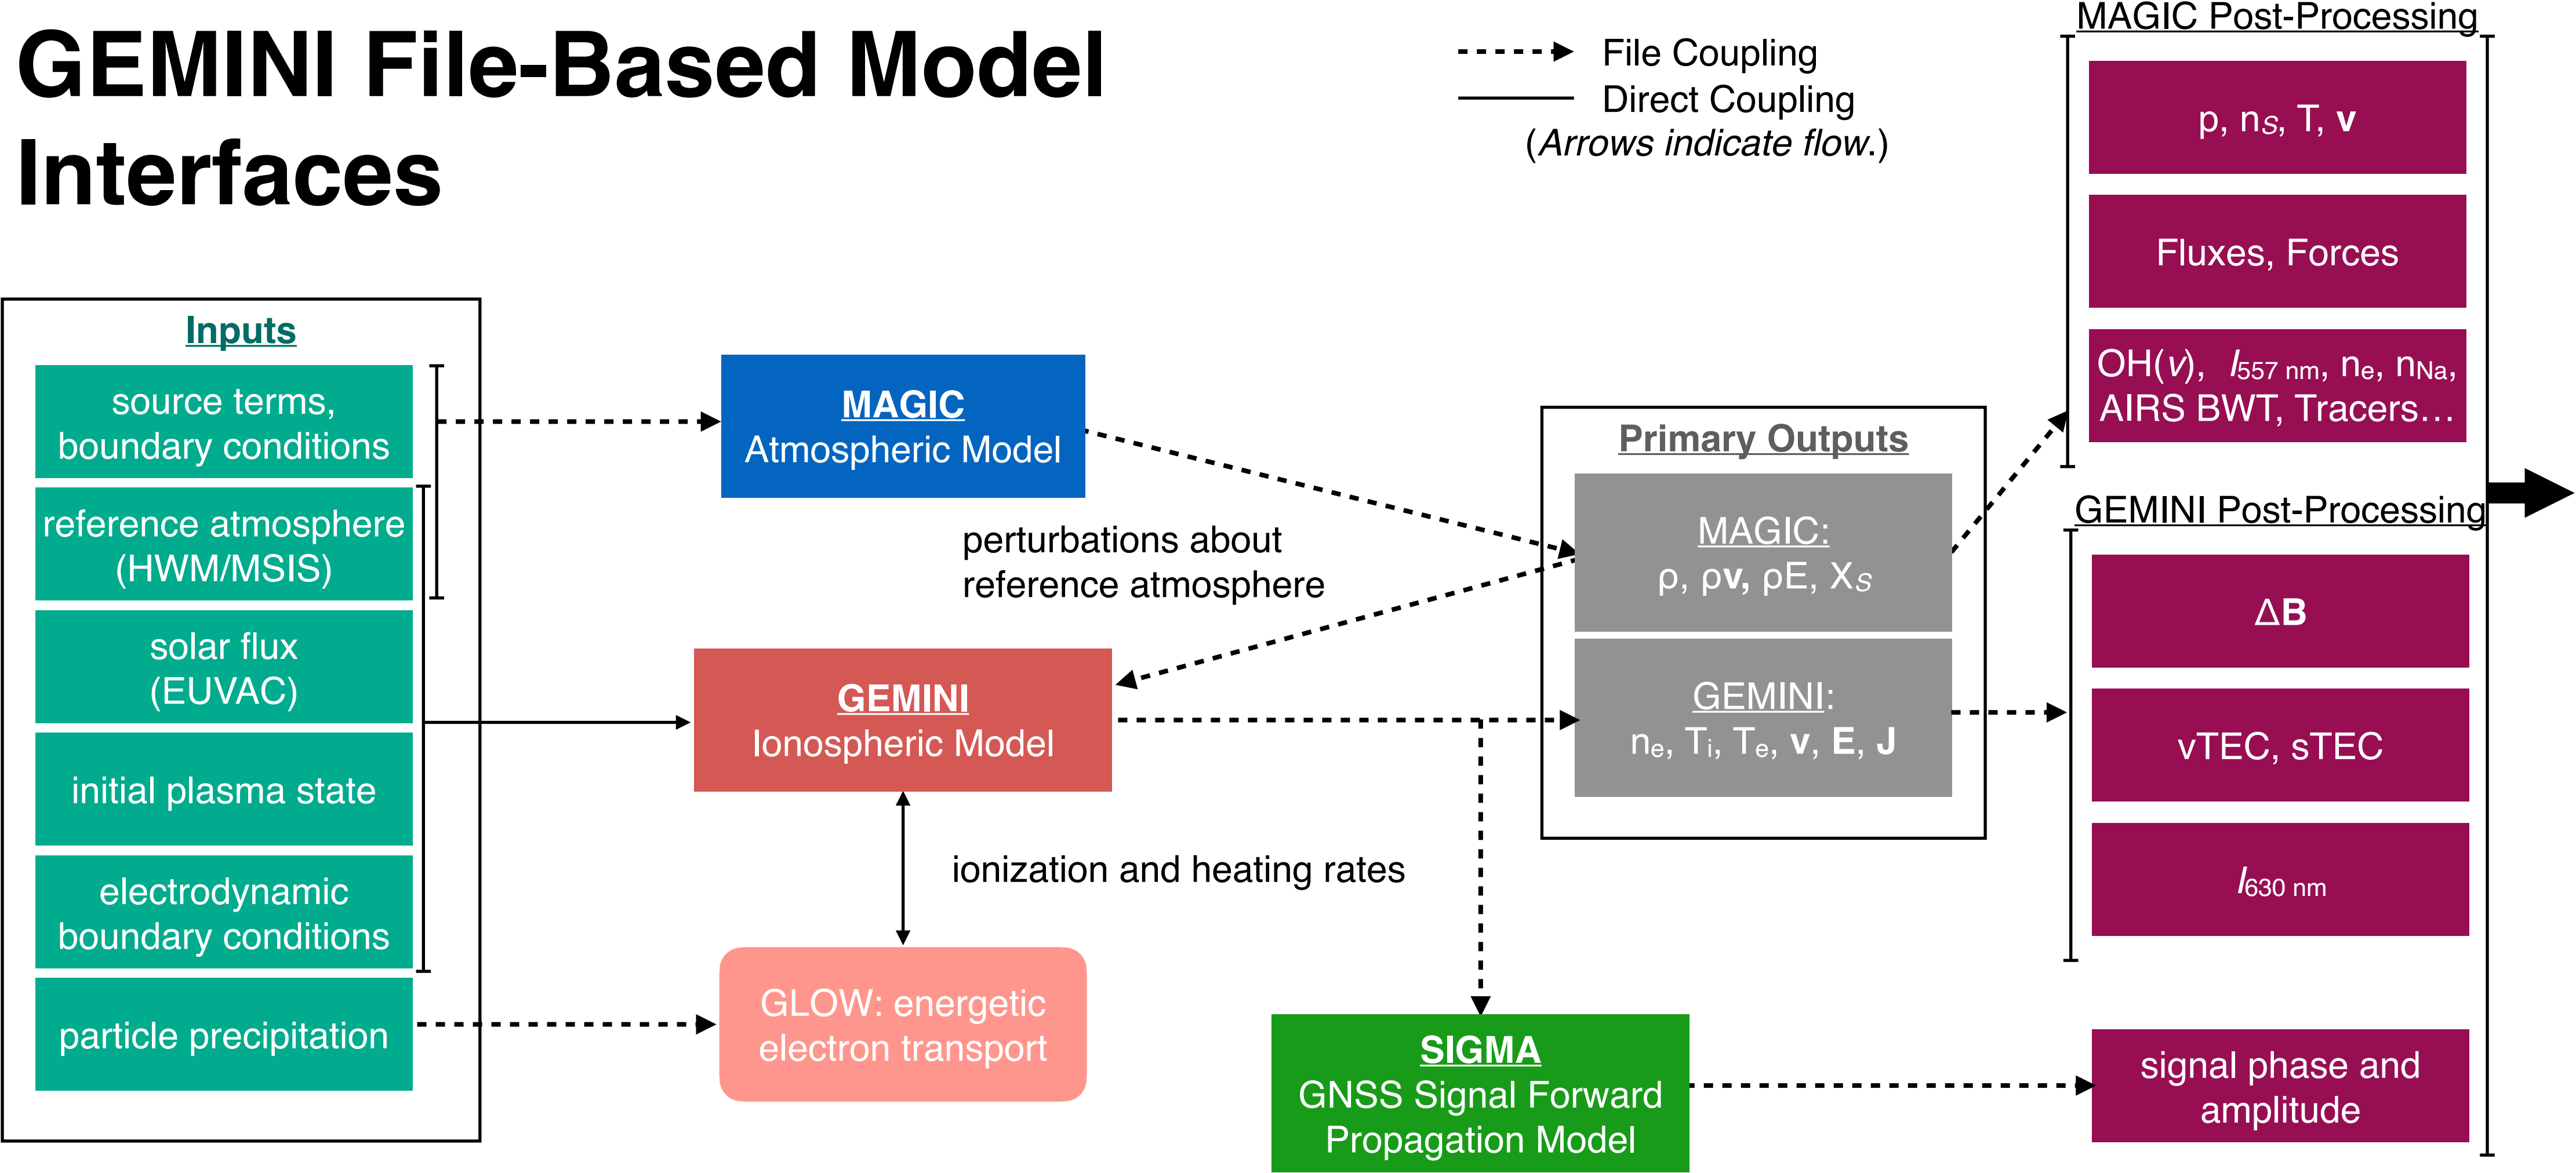 GEMINI File-Based Model
Interfaces
File Coupling
Direct Coupling
(Arrows indicate flow.)
Inputs
source terms,
boundary conditions
reference atmosphere
(HWM/MSIS)
solar flux
(EUVAC)
initial plasma state
electrodynamic
boundary conditions
particle precipitation
MAGIC
Atmospheric Model
perturbations about
reference atmosphere
GEMINI
Ionospheric Model
ionization and heating rates
GLOW: energetic
electron transport
SIGMA
GNSS Signal Forward
Propagation Model
Primary Outputs
MAGIC:
ρ, ρv, ρE, Xₛ
GEMINI:
nₑ, Tᵢ, Tₑ, v, E, J
MAGIC Post-Processing
p, nₛ, T, v
Fluxes, Forces
OH(v), I557 nm, nₑ, nNa,
AIRS BWT, Tracers…
GEMINI Post-Processing
ΔB
vTEC, sTEC
I630 nm
signal phase and
amplitude